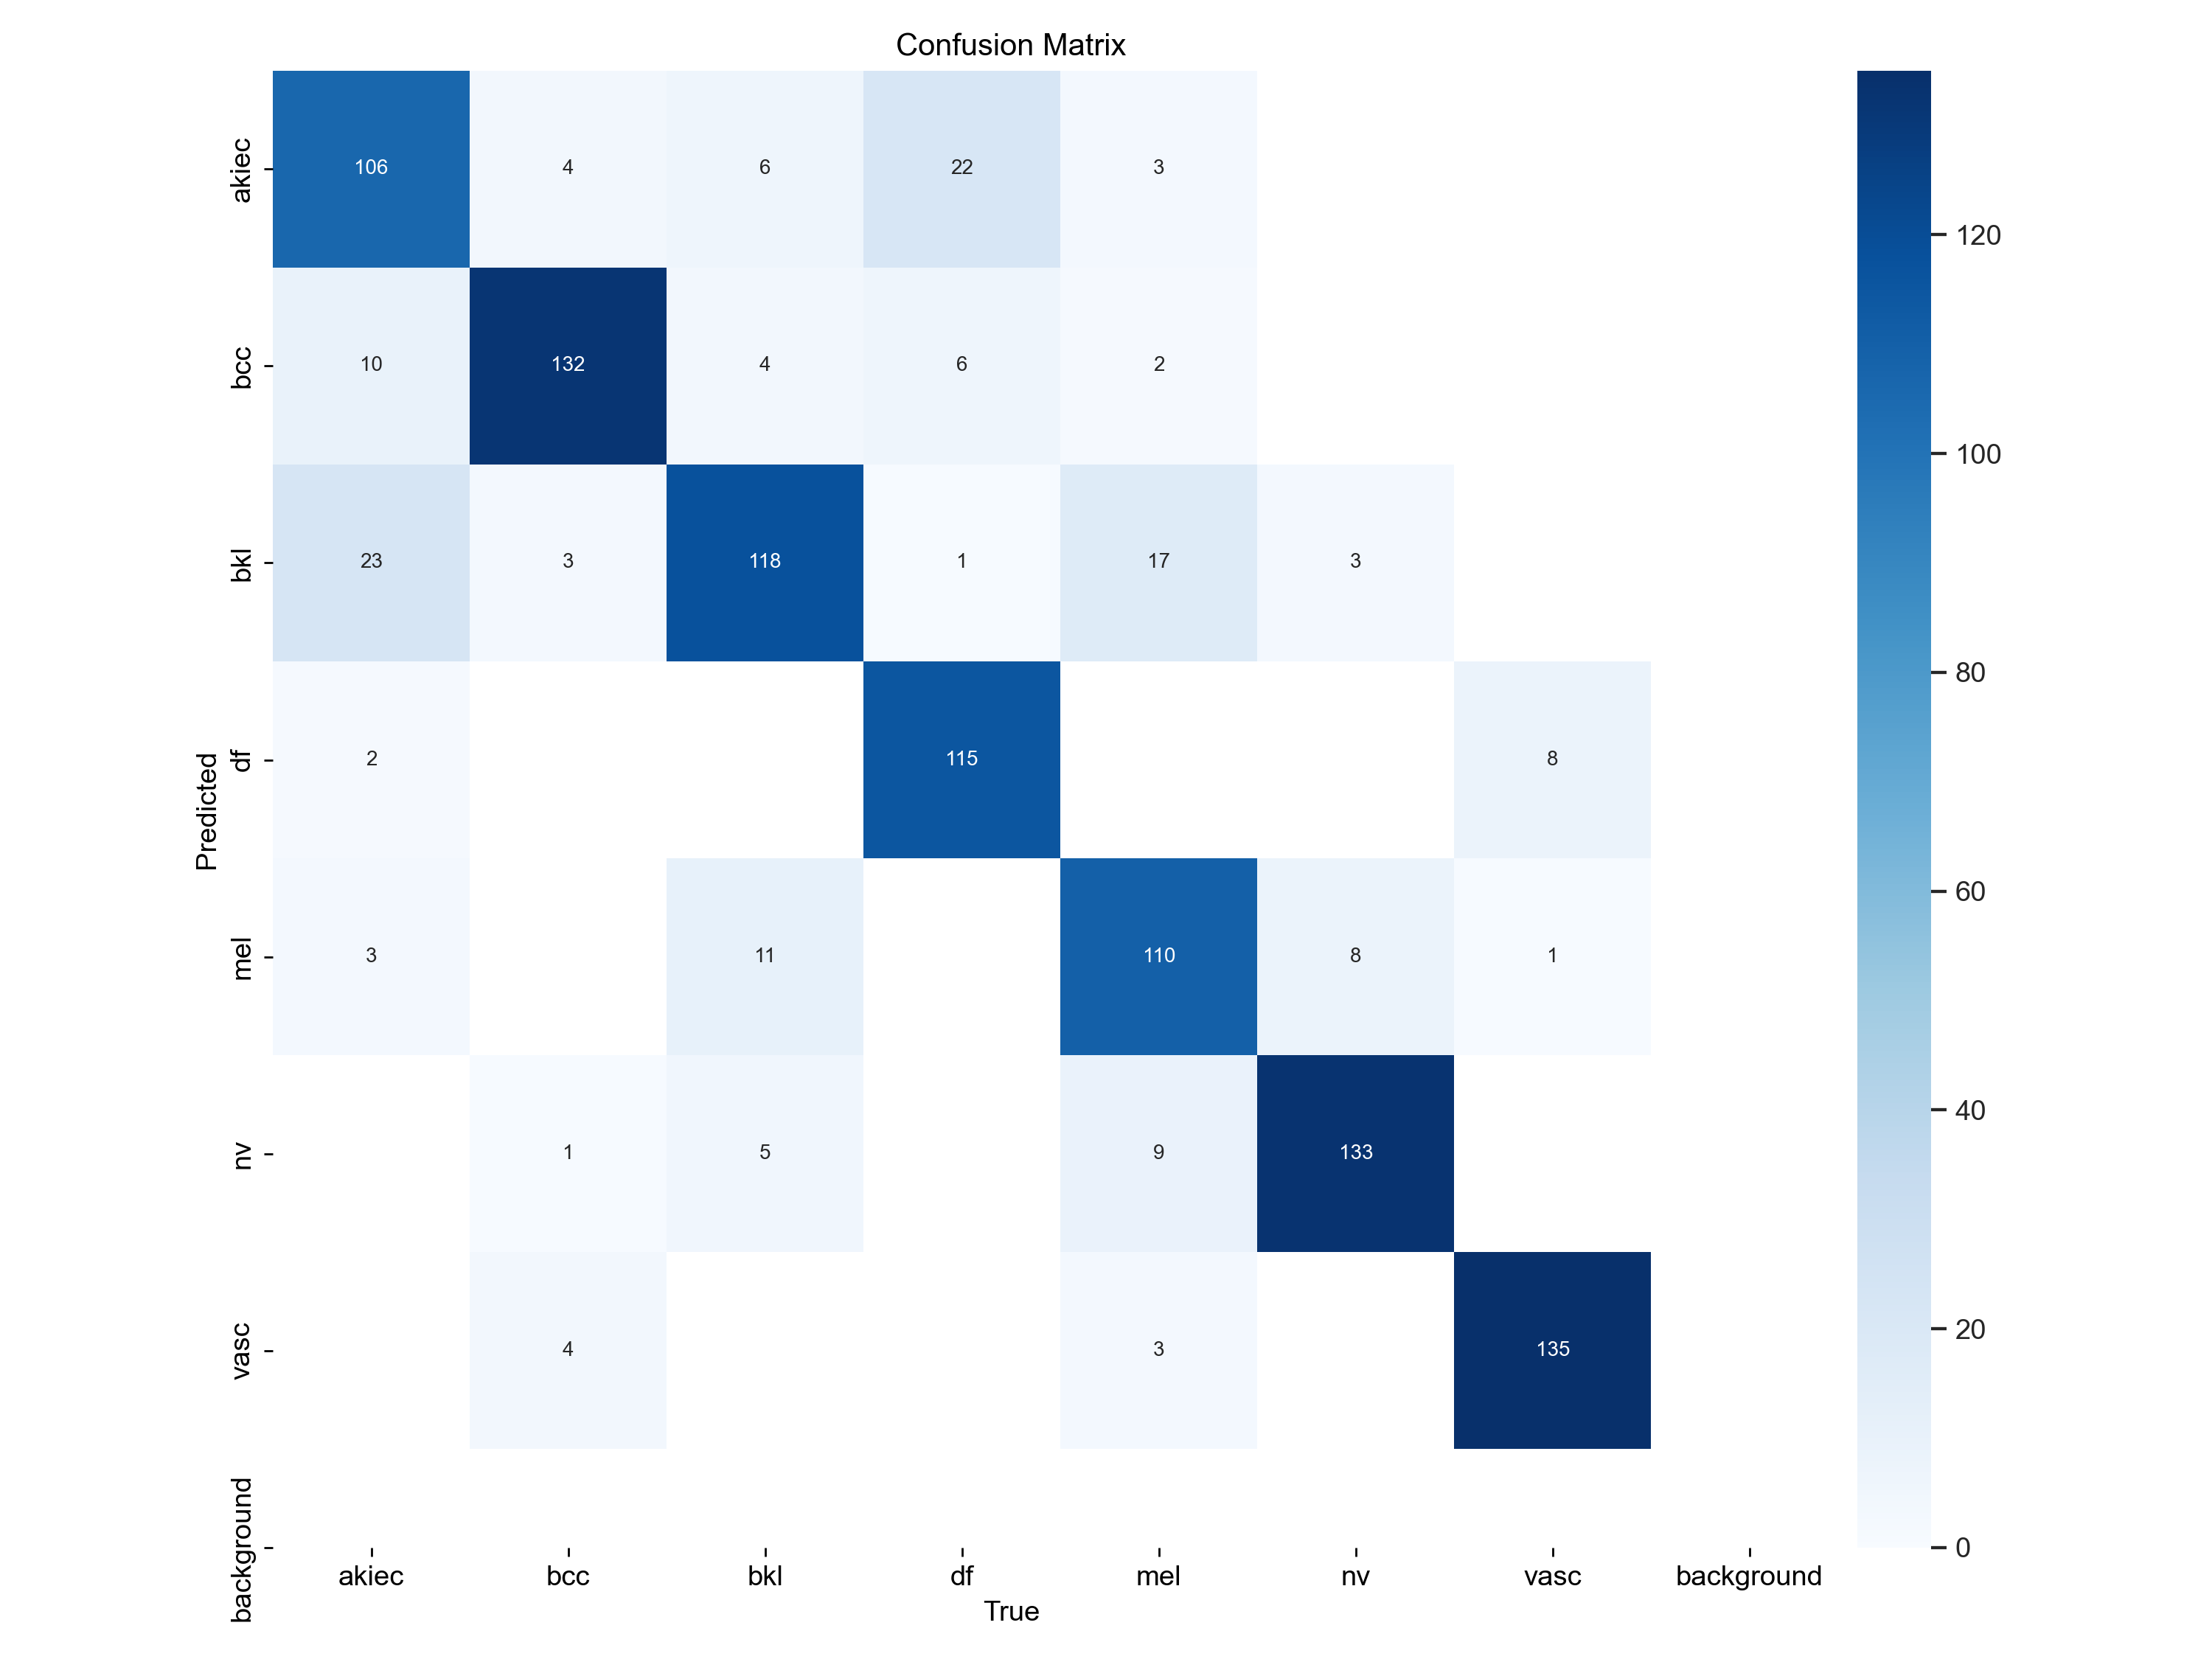 Confusion Matrix
akiec 106 4 6 22 3
bcc 10 132 4 6 2
bkl 23 3 118 1 17 3
df 2 115 8
mel 3 11 110 8 1
nv 1 5 9 133
vasc 4 3 135
background
Predicted
akiec bcc bkl df mel nv vasc background
True
120
100
80
60
40
20
0